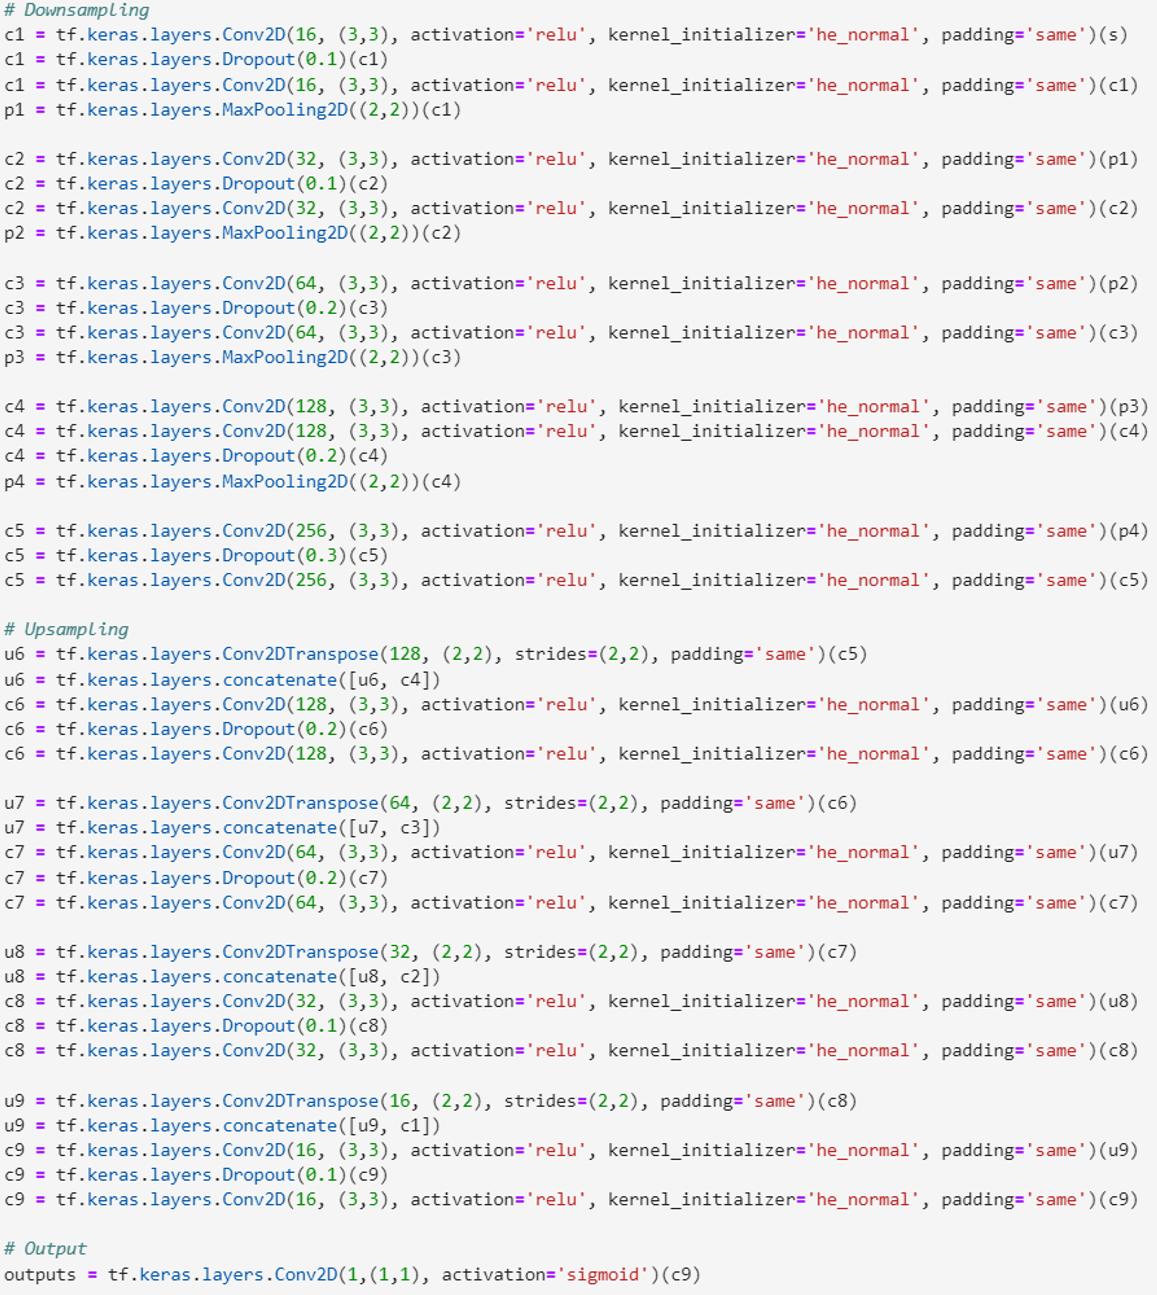 # Downsampling
c1 = tf.keras.layers.Conv2D(16, (3,3), activation='relu', kernel_initializer='he_normal', padding='same')(s)
c1 = tf.keras.layers.Dropout(0.1)(c1)
c1 = tf.keras.layers.Conv2D(16, (3,3), activation='relu', kernel_initializer='he_normal', padding='same')(c1)
p1 = tf.keras.layers.MaxPooling2D((2,2))(c1)

c2 = tf.keras.layers.Conv2D(32, (3,3), activation='relu', kernel_initializer='he_normal', padding='same')(p1)
c2 = tf.keras.layers.Dropout(0.1)(c2)
c2 = tf.keras.layers.Conv2D(32, (3,3), activation='relu', kernel_initializer='he_normal', padding='same')(c2)
p2 = tf.keras.layers.MaxPooling2D((2,2))(c2)

c3 = tf.keras.layers.Conv2D(64, (3,3), activation='relu', kernel_initializer='he_normal', padding='same')(p2)
c3 = tf.keras.layers.Dropout(0.2)(c3)
c3 = tf.keras.layers.Conv2D(64, (3,3), activation='relu', kernel_initializer='he_normal', padding='same')(c3)
p3 = tf.keras.layers.MaxPooling2D((2,2))(c3)

c4 = tf.keras.layers.Conv2D(128, (3,3), activation='relu', kernel_initializer='he_normal', padding='same')(p3)
c4 = tf.keras.layers.Conv2D(128, (3,3), activation='relu', kernel_initializer='he_normal', padding='same')(c4)
c4 = tf.keras.layers.Dropout(0.2)(c4)
p4 = tf.keras.layers.MaxPooling2D((2,2))(c4)

c5 = tf.keras.layers.Conv2D(256, (3,3), activation='relu', kernel_initializer='he_normal', padding='same')(p4)
c5 = tf.keras.layers.Dropout(0.3)(c5)
c5 = tf.keras.layers.Conv2D(256, (3,3), activation='relu', kernel_initializer='he_normal', padding='same')(c5)

# Upsampling
u6 = tf.keras.layers.Conv2DTranspose(128, (2,2), strides=(2,2), padding='same')(c5)
u6 = tf.keras.layers.concatenate([u6, c4])
c6 = tf.keras.layers.Conv2D(128, (3,3), activation='relu', kernel_initializer='he_normal', padding='same')(u6)
c6 = tf.keras.layers.Dropout(0.2)(c6)
c6 = tf.keras.layers.Conv2D(128, (3,3), activation='relu', kernel_initializer='he_normal', padding='same')(c6)

u7 = tf.keras.layers.Conv2DTranspose(64, (2,2), strides=(2,2), padding='same')(c6)
u7 = tf.keras.layers.concatenate([u7, c3])
c7 = tf.keras.layers.Conv2D(64, (3,3), activation='relu', kernel_initializer='he_normal', padding='same')(u7)
c7 = tf.keras.layers.Dropout(0.2)(c7)
c7 = tf.keras.layers.Conv2D(64, (3,3), activation='relu', kernel_initializer='he_normal', padding='same')(c7)

u8 = tf.keras.layers.Conv2DTranspose(32, (2,2), strides=(2,2), padding='same')(c7)
u8 = tf.keras.layers.concatenate([u8, c2])
c8 = tf.keras.layers.Conv2D(32, (3,3), activation='relu', kernel_initializer='he_normal', padding='same')(u8)
c8 = tf.keras.layers.Dropout(0.1)(c8)
c8 = tf.keras.layers.Conv2D(32, (3,3), activation='relu', kernel_initializer='he_normal', padding='same')(c8)

u9 = tf.keras.layers.Conv2DTranspose(16, (2,2), strides=(2,2), padding='same')(c8)
u9 = tf.keras.layers.concatenate([u9, c1])
c9 = tf.keras.layers.Conv2D(16, (3,3), activation='relu', kernel_initializer='he_normal', padding='same')(u9)
c9 = tf.keras.layers.Dropout(0.1)(c9)
c9 = tf.keras.layers.Conv2D(16, (3,3), activation='relu', kernel_initializer='he_normal', padding='same')(c9)

# Output
outputs = tf.keras.layers.Conv2D(1,(1,1), activation='sigmoid')(c9)